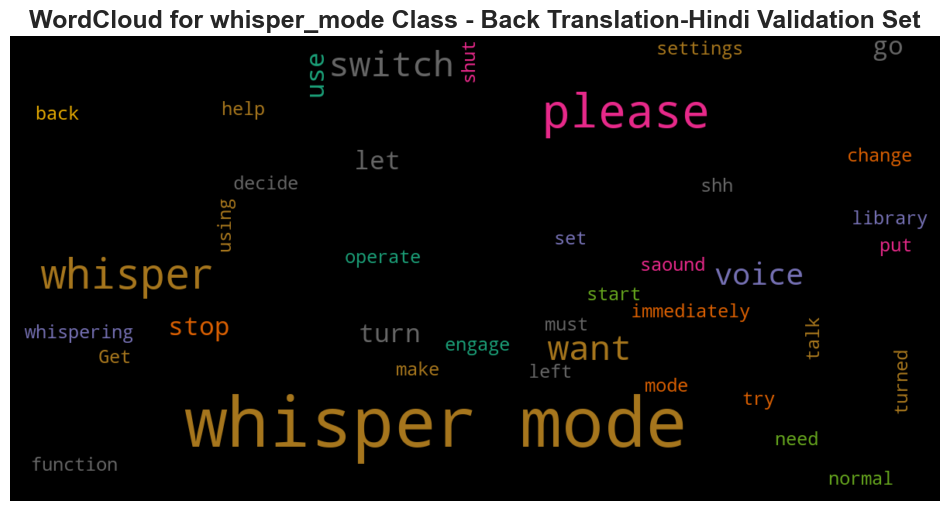 WordCloud for whisper_mode Class - Back Translation-Hindi Validation Set
settings
go
use
switch
shut
back
help
please
let
change
decide
shh
using
library
set
put
operate
saound
whisper
voice
start
immediately
whispering
stop
turn
must
talk
Get
engage
want
make
left
turned
mode
try
whisper mode
need
function
normal